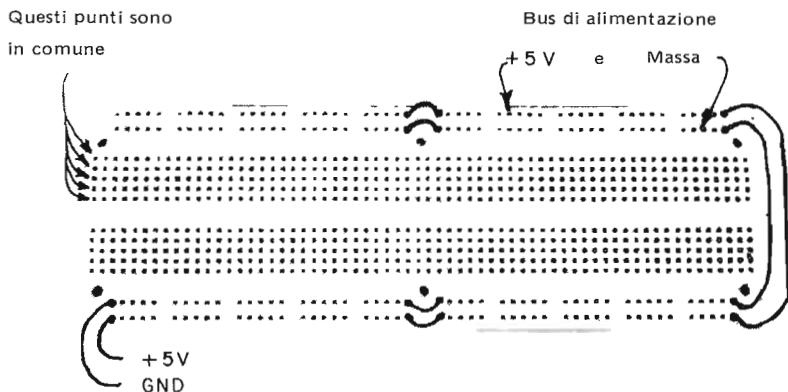 Questi punti sono
in comune
Bus di alimentazione
+5 V e Massa
+5V
GND